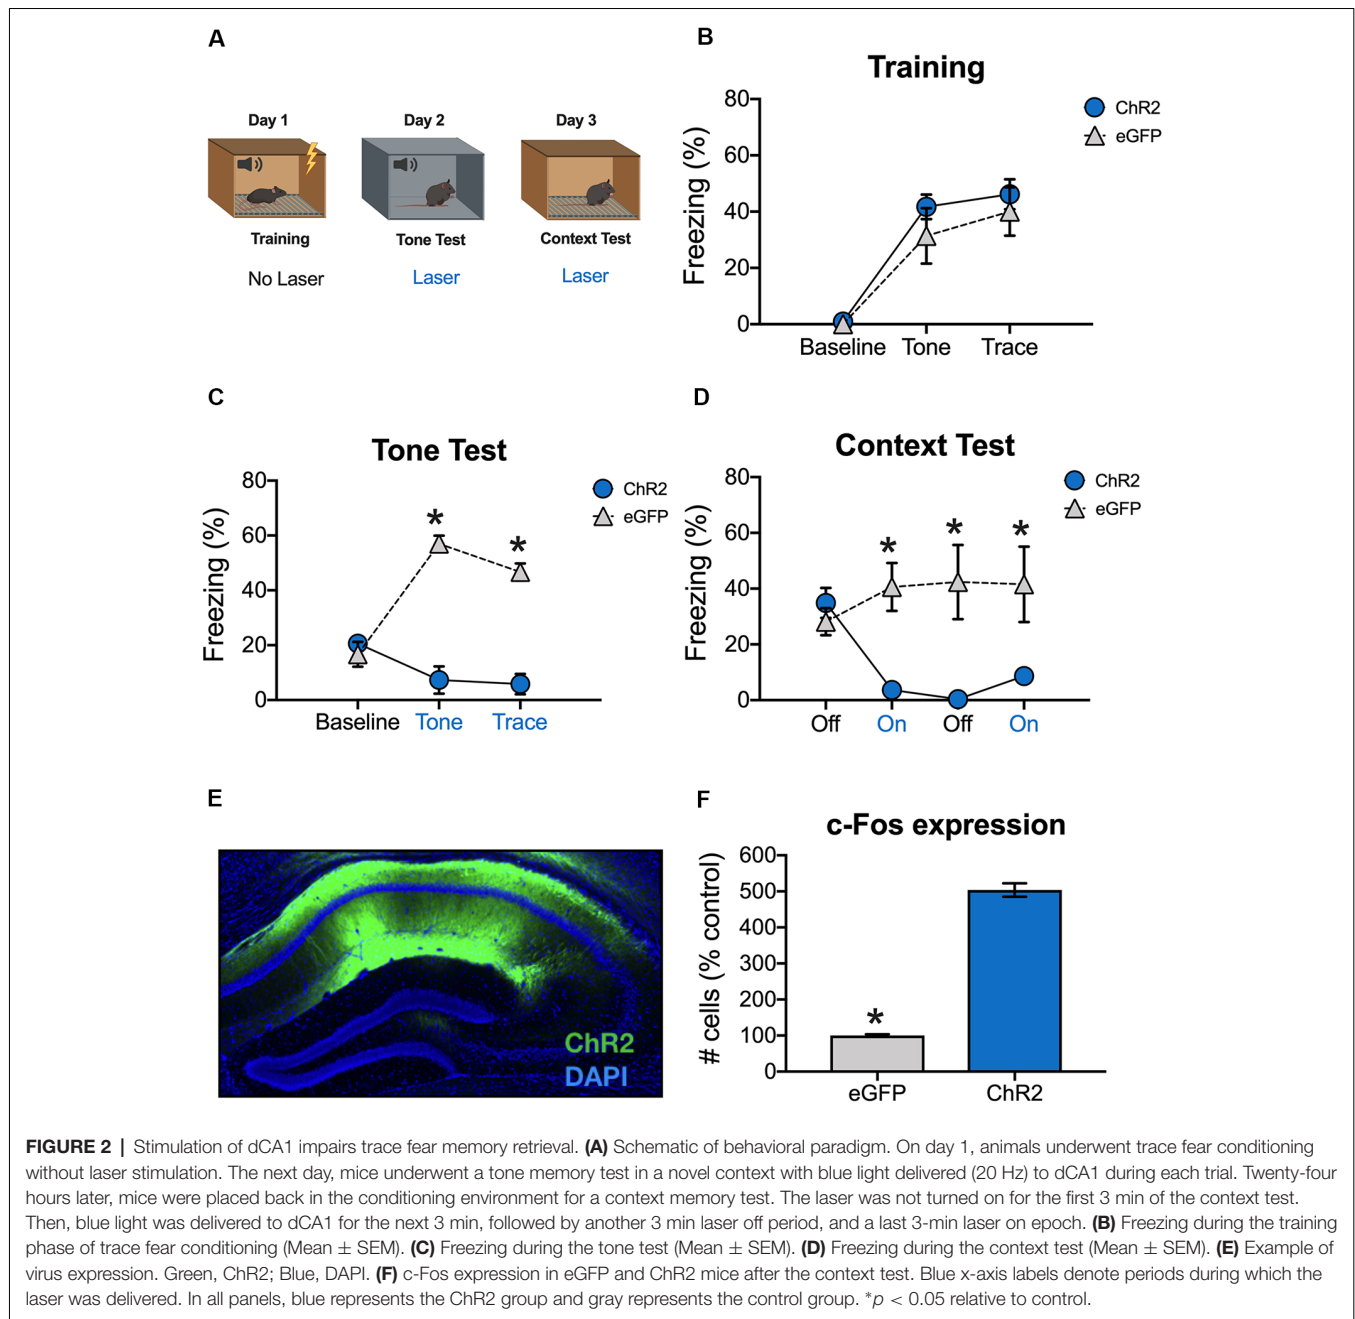 A
Day 1
Day 2
Day 3
Training
Tone Test
Context Test
No Laser
Laser
Laser
B
Training
ChR2
eGFP
Freezing (%)
80
60
40
20
0
Baseline
Tone
Trace
C
Tone Test
ChR2
eGFP
Freezing (%)
80
60
40
20
0
*
*
Baseline
Tone
Trace
D
Context Test
ChR2
eGFP
Freezing (%)
80
60
40
20
0
*
*
*
Off
On
Off
On
E
ChR2
DAPI
F
c-Fos expression
# cells (% control)
600
500
400
300
200
100
0
*
eGFP
ChR2
FIGURE 2 | Stimulation of dCA1 impairs trace fear memory retrieval. (A) Schematic of behavioral paradigm. On day 1, animals underwent trace fear conditioning
without laser stimulation. The next day, mice underwent a tone memory test in a novel context with blue light delivered (20 Hz) to dCA1 during each trial. Twenty-four
hours later, mice were placed back in the conditioning environment for a context memory test. The laser was not turned on for the first 3 min of the context test.
Then, blue light was delivered to dCA1 for the next 3 min, followed by another 3 min laser off period, and a last 3-min laser on epoch. (B) Freezing during the training
phase of trace fear conditioning (Mean ± SEM). (C) Freezing during the tone test (Mean ± SEM). (D) Freezing during the context test (Mean ± SEM). (E) Example of
virus expression. Green, ChR2; Blue, DAPI. (F) c-Fos expression in eGFP and ChR2 mice after the context test. Blue x-axis labels denote periods during which the
laser was delivered. In all panels, blue represents the ChR2 group and gray represents the control group. *p < 0.05 relative to control.